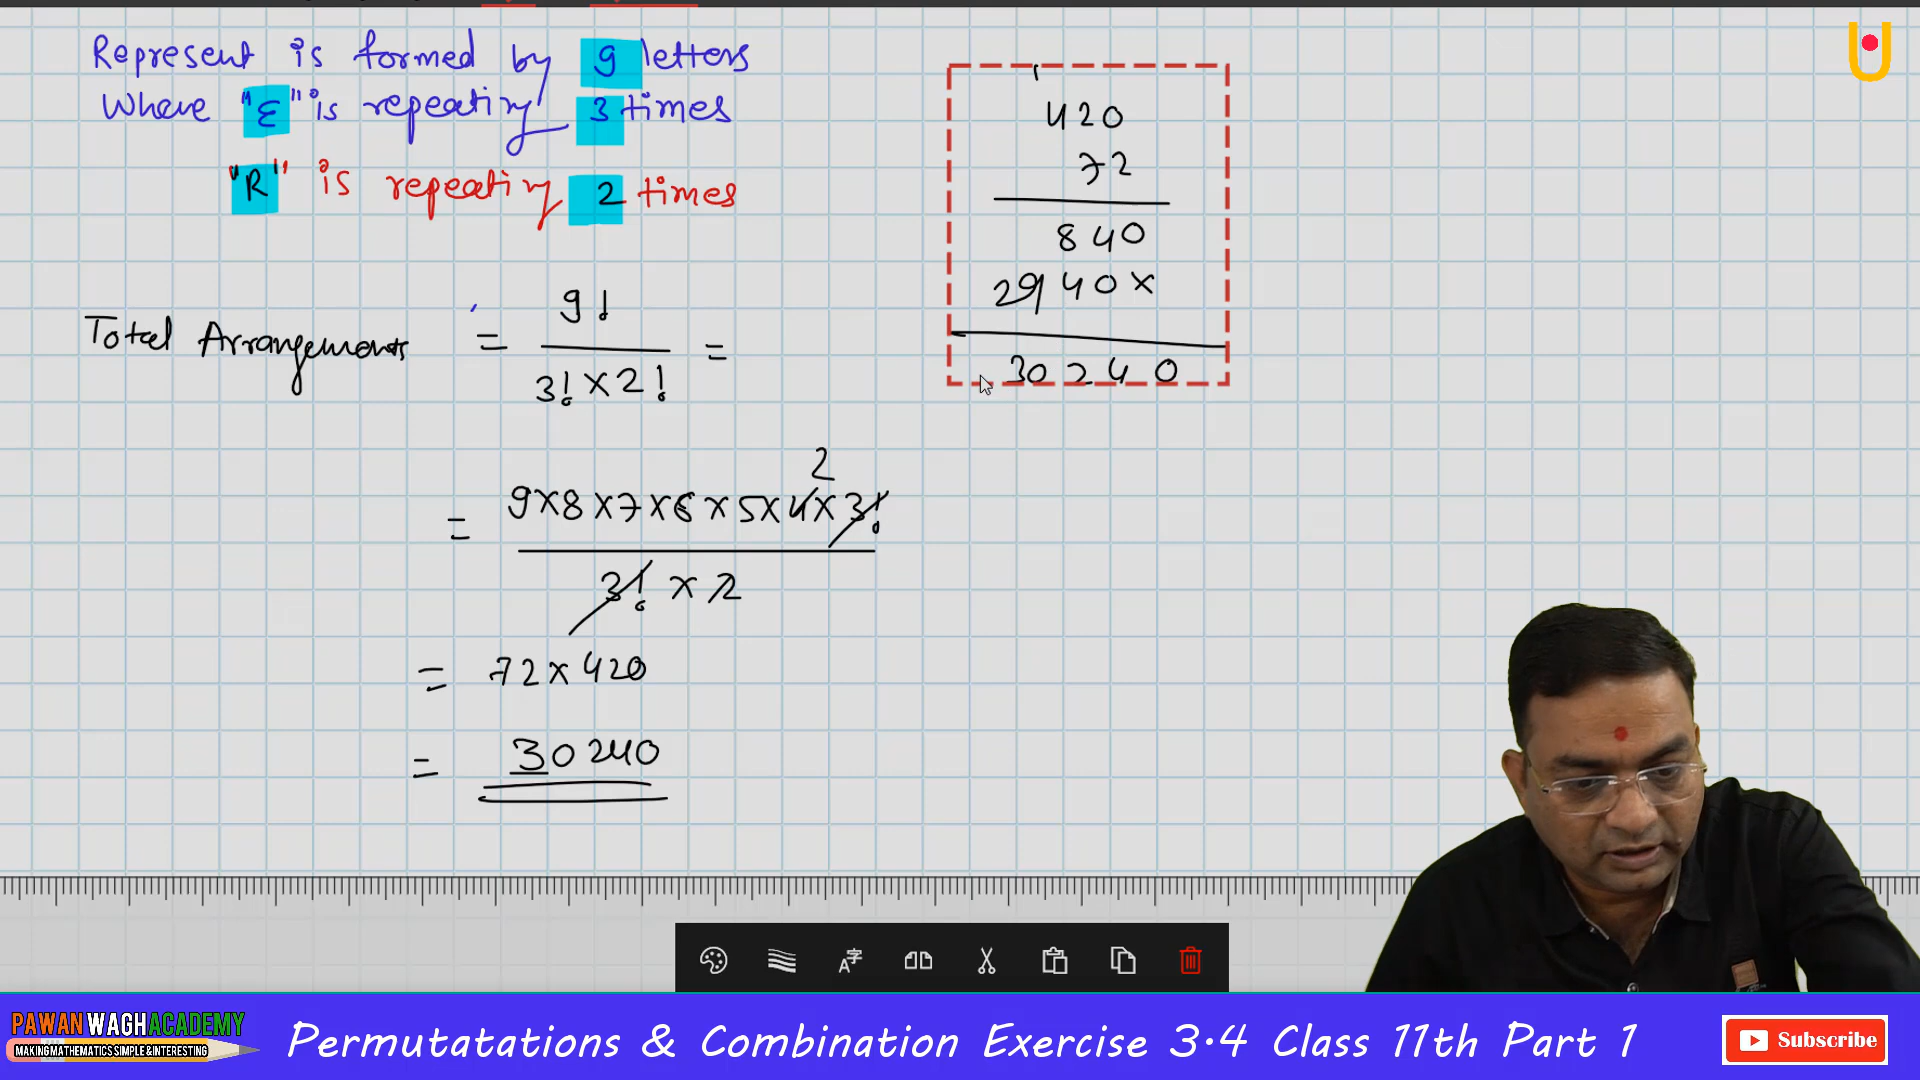 Represent is formed by 9 letters
Where "E" is repeating 3 times
"R" is repeating 2 times
Total Arrangements = 9! / 3! × 2! =
= 9×8×7×6×5×4×3! / 3! × 2
2
= 72×420
= 30240
420
72
840
2940×
30240
PAWAN WAGH ACADEMY
MAKING MATHEMATICS SIMPLE & INTERESTING
Permutatations & Combination Exercise 3.4 Class 11th Part 1
Subscribe